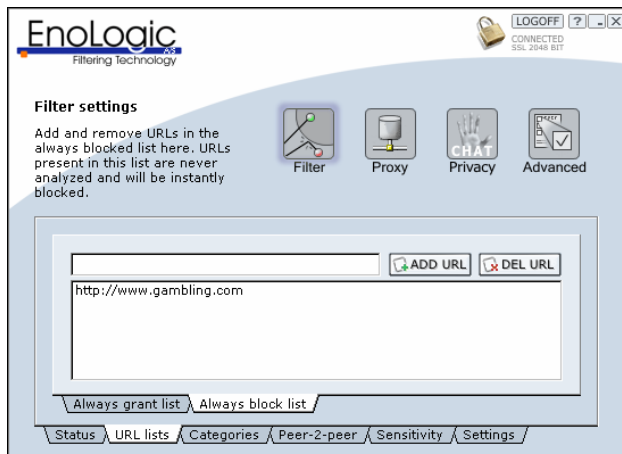 EnoLogic
AS
Filtering Technology
LOGOFF ? _ X
CONNECTED
SSL 2048 BIT
Filter settings
Add and remove URLs in the
always blocked list here. URLs
present in this list are never
analyzed and will be instantly
blocked.
CHAT
Filter Proxy Privacy Advanced
ADD URL DEL URL
http://www.gambling.com
Always grant list Always block list
Status URL lists Categories Peer-2-peer Sensitivity Settings